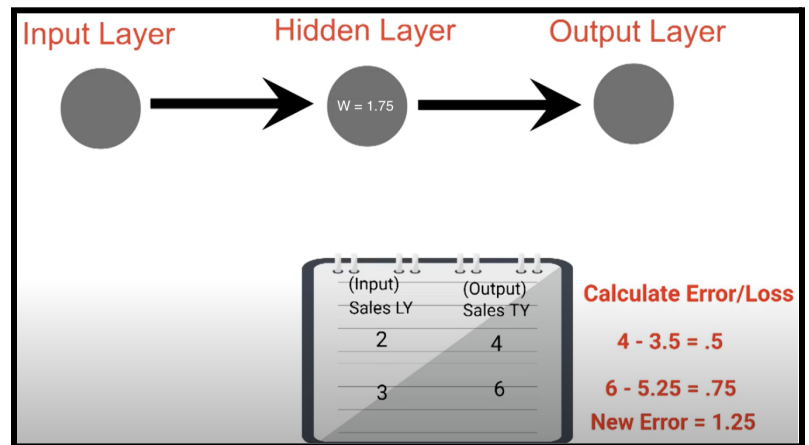 Input Layer
Hidden Layer
Output Layer
W = 1.75
(Input)
Sales LY
(Output)
Sales TY
2
4
3
6
Calculate Error/Loss
4 - 3.5 = .5
6 - 5.25 = .75
New Error = 1.25